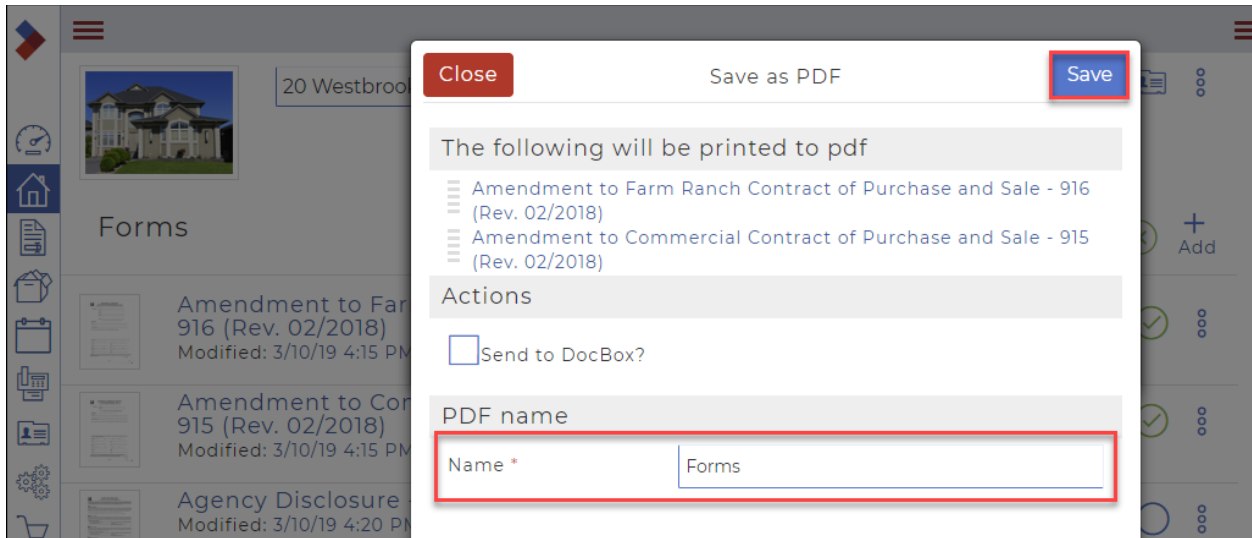 20 Westbrook
Close
Save as PDF
Save
The following will be printed to pdf
Amendment to Farm Ranch Contract of Purchase and Sale - 916
(Rev. 02/2018)
Amendment to Commercial Contract of Purchase and Sale - 915
(Rev. 02/2018)
Actions
Send to DocBox?
PDF name
Name *
Forms
Forms
Add
Amendment to Far
916 (Rev. 02/2018)
Modified: 3/10/19 4:15 PM
Amendment to Con
915 (Rev. 02/2018)
Modified: 3/10/19 4:15 PM
Agency Disclosure -
Modified: 3/10/19 4:20 PM